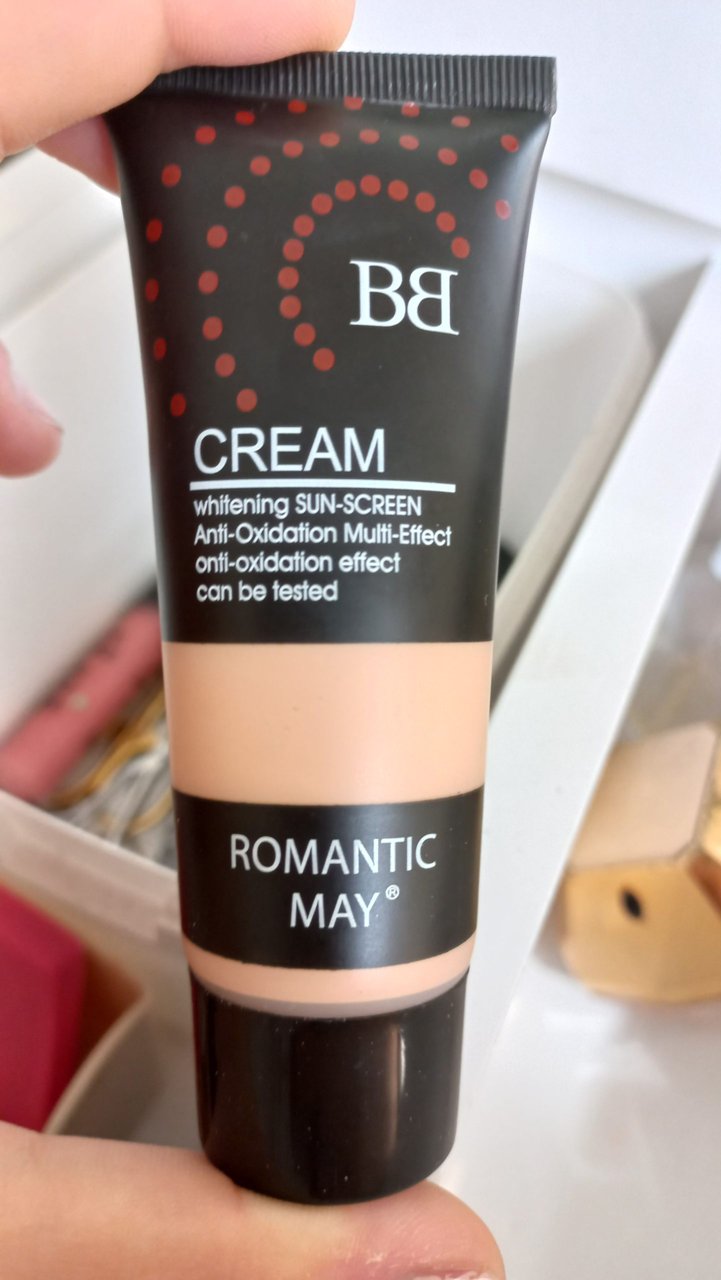 BB
CREAM
whitening SUN-SCREEN
Anti-Oxidation Multi-Effect
onti-oxidation effect
can be tested
ROMANTIC
MAY®